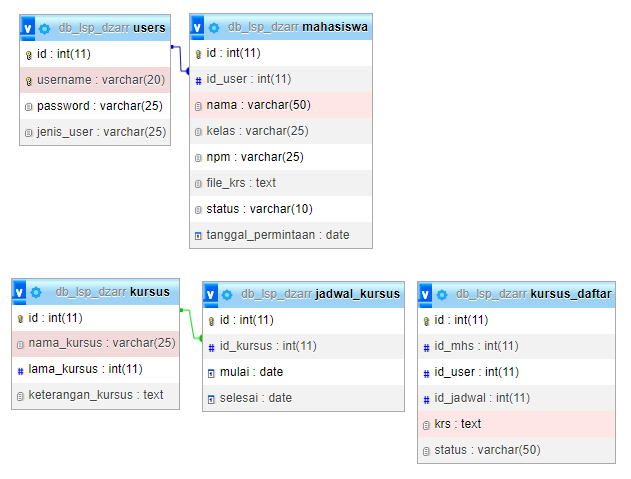 db_lsp_dzarr users
id : int(11)
username : varchar(20)
password : varchar(25)
jenis_user : varchar(25)
db_lsp_dzarr mahasiswa
id : int(11)
id_user : int(11)
nama : varchar(50)
kelas : varchar(25)
npm : varchar(25)
file_krs : text
status : varchar(10)
tanggal_permintaan : date
db_lsp_dzarr kursus
id : int(11)
nama_kursus : varchar(25)
lama_kursus : int(11)
keterangan_kursus : text
db_lsp_dzarr jadwal_kursus
id : int(11)
id_kursus : int(11)
mulai : date
selesai : date
db_lsp_dzarr kursus_daftar
id : int(11)
id_mhs : int(11)
id_user : int(11)
id_jadwal : int(11)
krs : text
status : varchar(50)